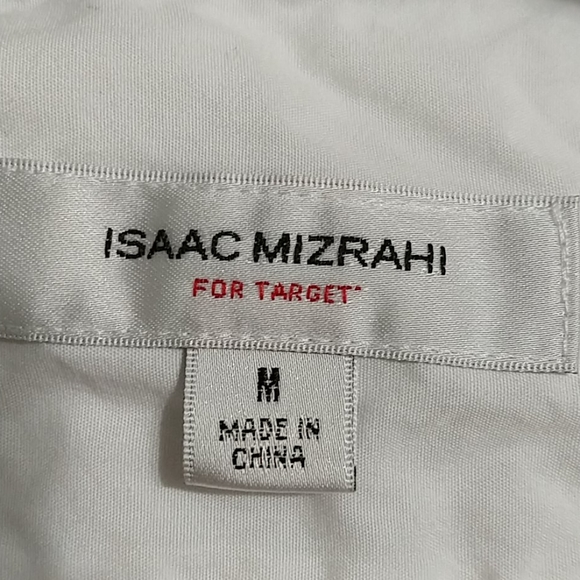 ISAAC MIZRAHI
FOR TARGET
M
MADE IN
CHINA